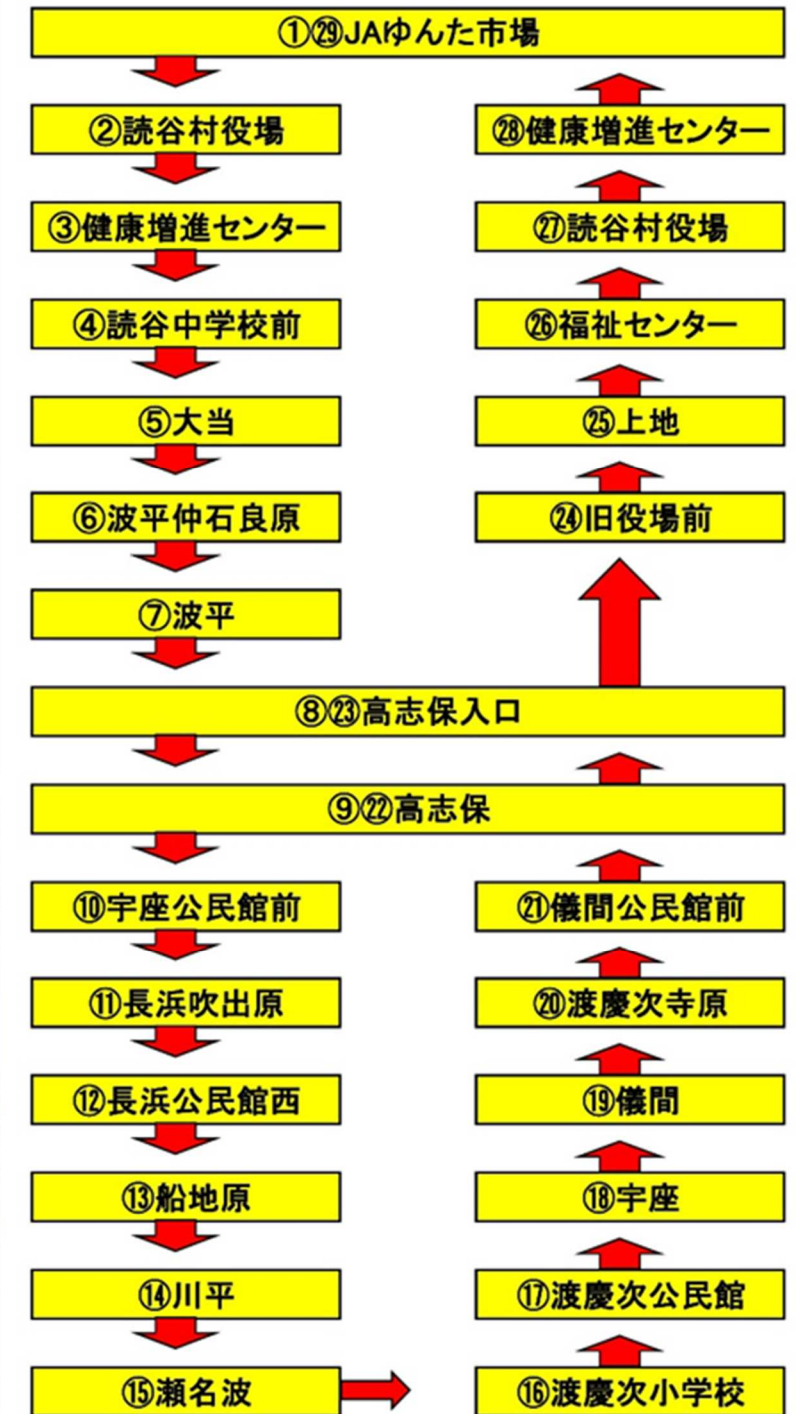 ①㉙JAゆんた市場
②読谷村役場
③健康増進センター
④読谷中学校前
⑤大当
⑥波平仲石良原
⑦波平
⑧㉓高志保入口
⑨㉒高志保
⑩宇座公民館前
⑪長浜吹出原
⑫長浜公民館西
⑬船地原
⑭川平
⑮瀬名波
⑯渡慶次小学校
⑰渡慶次公民館
⑱宇座
⑲儀間
⑳渡慶次寺原
㉑儀間公民館前
㉔旧役場前
㉕上地
㉖福祉センター
㉗読谷村役場
㉘健康増進センター